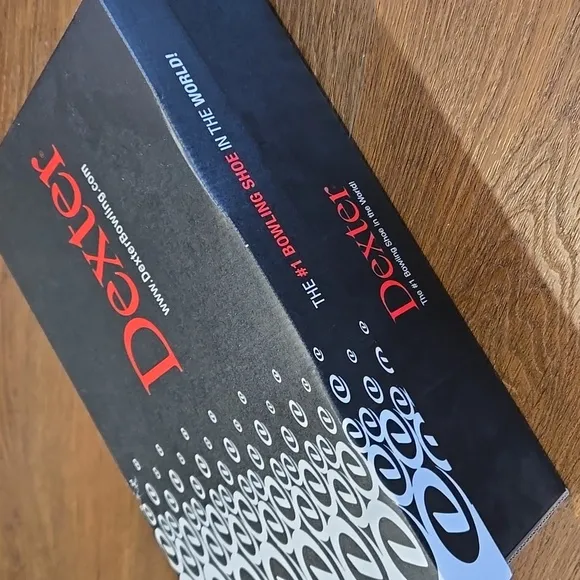 Dexter®
www.DexterBowling.com
THE #1 BOWLING SHOE IN THE WORLD!
Dexter®
The #1 Bowling Shoe in the World!